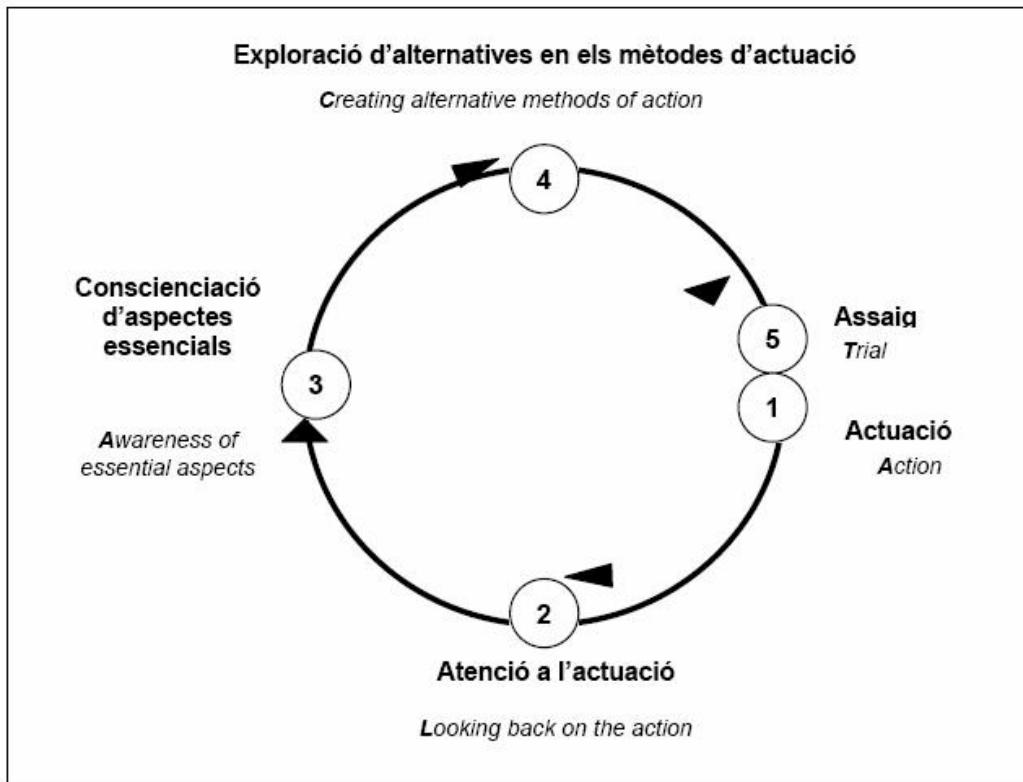 Exploració d’alternatives en els mètodes d’actuació
Creating alternative methods of action
4
Conscienciació
d’aspectes
essencials
3
Awareness of
essential aspects
5
Assaig
Trial
1
Actuació
Action
2
Atenció a l’actuació
Looking back on the action